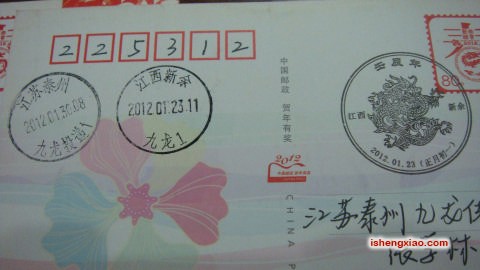 225312
江苏泰州
2012.01.30.08
九龙投营1
江西新余
2012.01.23.11
九龙1
中国邮政 贺年有奖
2012
CHINA P
壬辰年
江西 新余
2012.01.23(正月初一)
80
江苏泰州九龙
ishengxiao.com